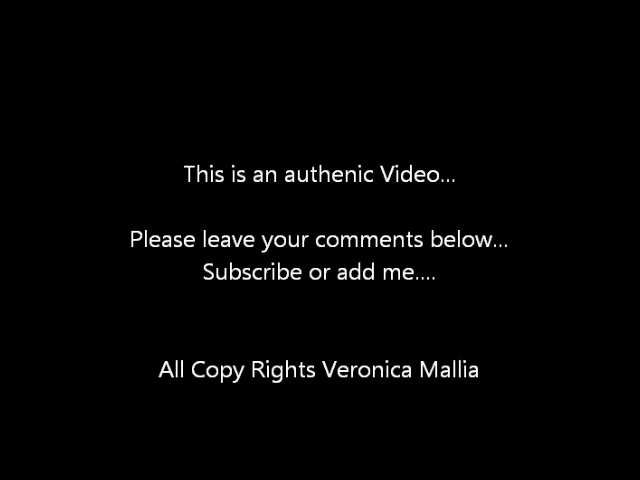 This is an authenic Video...
Please leave your comments below...
Subscribe or add me....
All Copy Rights Veronica Mallia